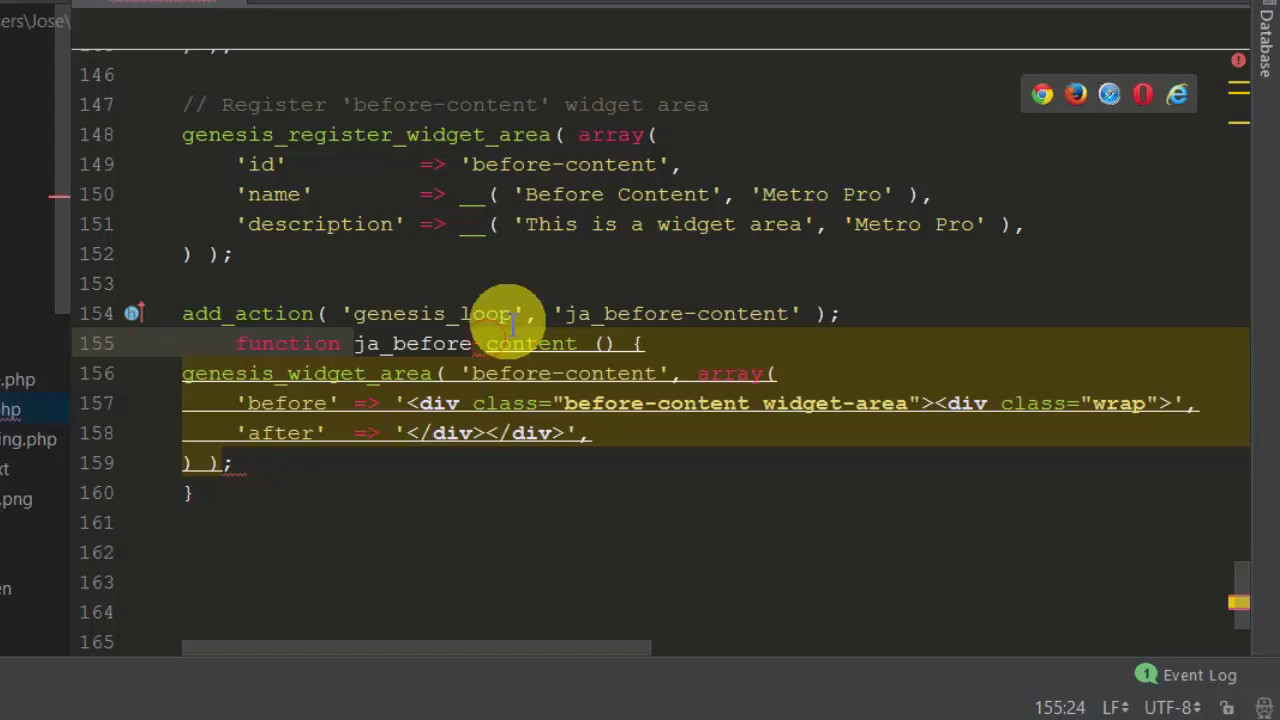 ers\Jose\
Database
146
147 // Register 'before-content' widget area
148 genesis_register_widget_area( array(
149 'id' => 'before-content',
150 'name' => __( 'Before Content', 'Metro Pro' ),
151 'description' => __( 'This is a widget area', 'Metro Pro' ),
152 ) );
153
154 add_action( 'genesis_loop', 'ja_before-content' );
155 function ja_before content () {
156 genesis_widget_area( 'before-content', array(
157 'before' => '<div class="before-content widget-area"><div class="wrap">',
158 'after' => '</div></div>',
159 ) );
160 }
161
162
163
164
165
e.php
hp
ing.php
xt
.png
en
1 Event Log
155:24 LF UTF-8